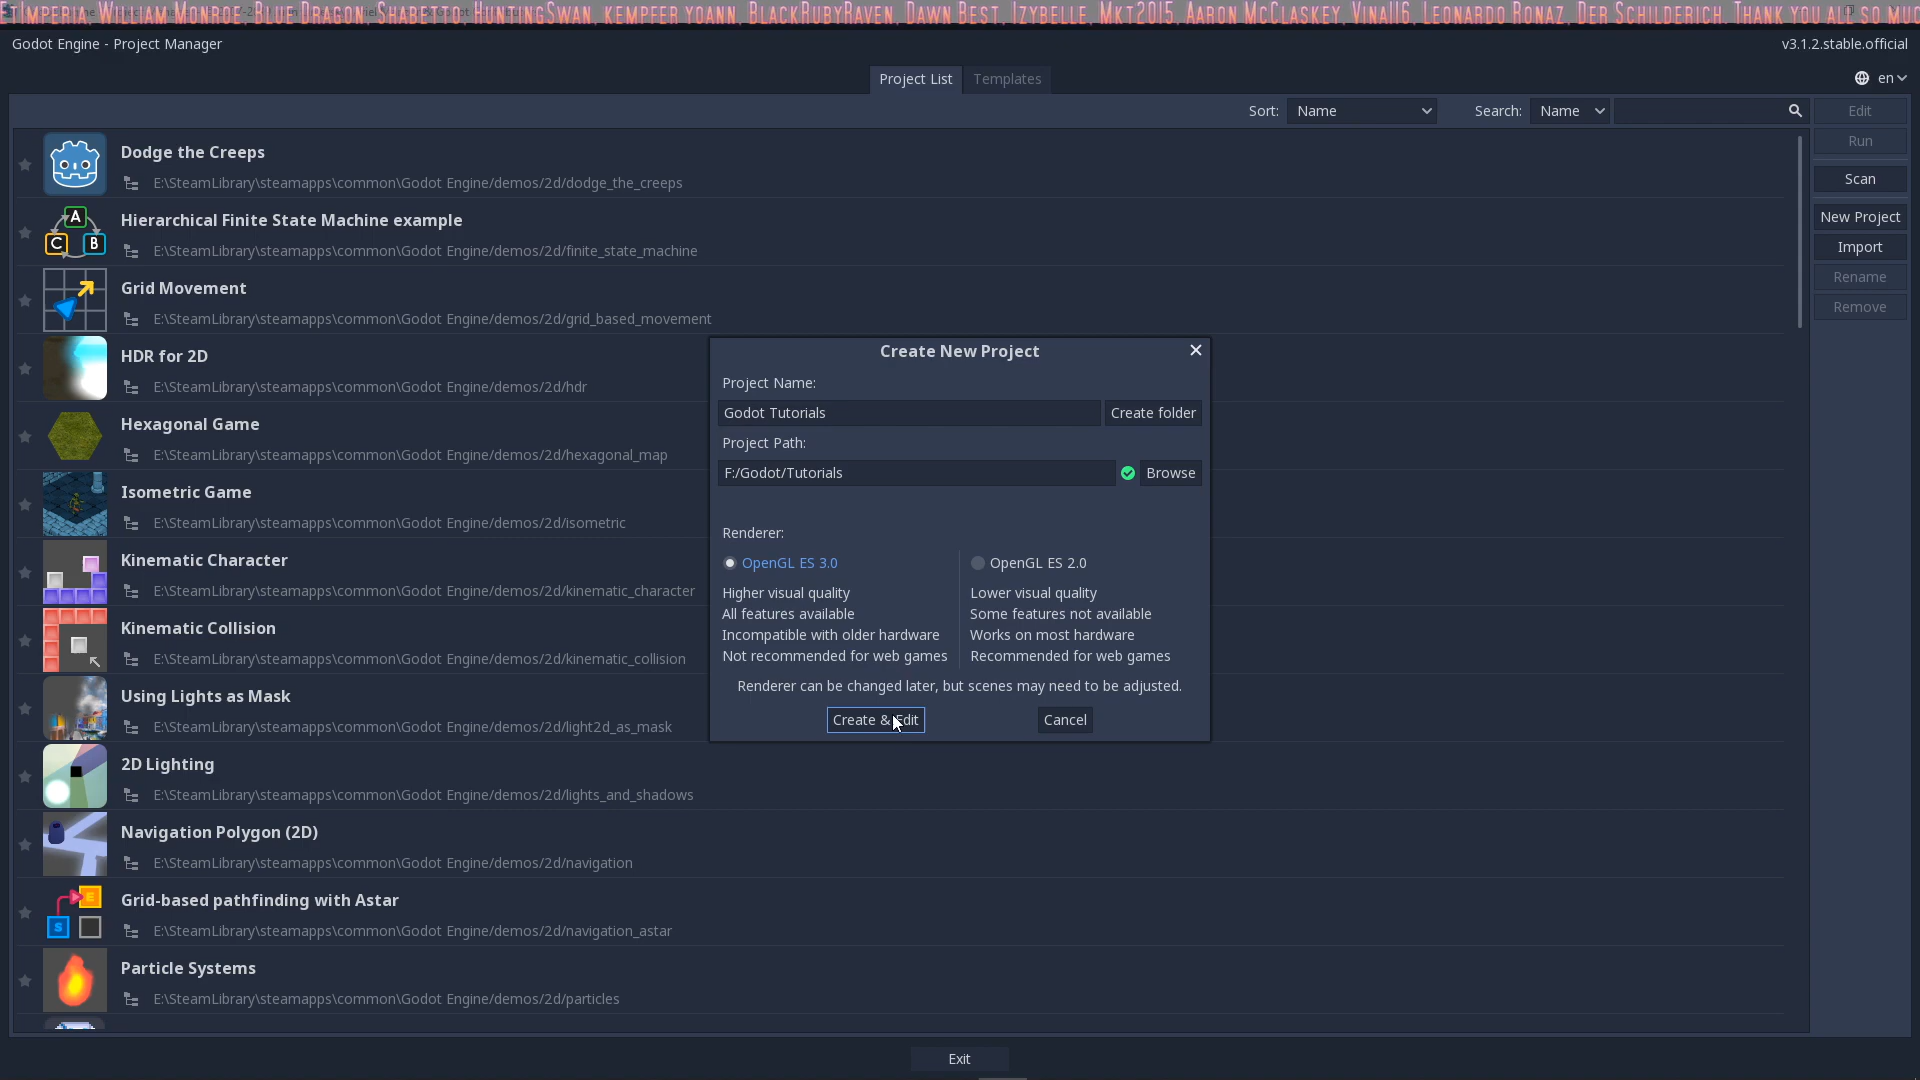 Kemper Yoann, BlackRubyRaven, Dawn Best, Izybelle, Mkt2015, Aaron McClaskey, Vinall6, Leonardo Bonaz, Der Schilderich, Thank you all so muc
Godot Engine - Project Manager
v3.1.2.stable.official
Project List
Templates
en
Sort:
Name
Search:
Name
Edit
Run
Scan
New Project
Import
Rename
Remove
Dodge the Creeps
E:\SteamLibrary\steamapps\common\Godot Engine/demos/2d/dodge_the_creeps
A
C
B
Hierarchical Finite State Machine example
E:\SteamLibrary\steamapps\common\Godot Engine/demos/2d/finite_state_machine
Grid Movement
E:\SteamLibrary\steamapps\common\Godot Engine/demos/2d/grid_based_movement
HDR for 2D
E:\SteamLibrary\steamapps\common\Godot Engine/demos/2d/hdr
Hexagonal Game
E:\SteamLibrary\steamapps\common\Godot Engine/demos/2d/hexagonal_map
Isometric Game
E:\SteamLibrary\steamapps\common\Godot Engine/demos/2d/isometric
Kinematic Character
E:\SteamLibrary\steamapps\common\Godot Engine/demos/2d/kinematic_character
Kinematic Collision
E:\SteamLibrary\steamapps\common\Godot Engine/demos/2d/kinematic_collision
Using Lights as Mask
E:\SteamLibrary\steamapps\common\Godot Engine/demos/2d/light2d_as_mask
2D Lighting
E:\SteamLibrary\steamapps\common\Godot Engine/demos/2d/lights_and_shadows
Navigation Polygon (2D)
E:\SteamLibrary\steamapps\common\Godot Engine/demos/2d/navigation
E
S
Grid-based pathfinding with Astar
E:\SteamLibrary\steamapps\common\Godot Engine/demos/2d/navigation_astar
Particle Systems
E:\SteamLibrary\steamapps\common\Godot Engine/demos/2d/particles
Create New Project
Project Name:
Godot Tutorials
Create folder
Project Path:
F:/Godot/Tutorials
Browse
Renderer:
OpenGL ES 3.0
Higher visual quality
All features available
Incompatible with older hardware
Not recommended for web games
OpenGL ES 2.0
Lower visual quality
Some features not available
Works on most hardware
Recommended for web games
Renderer can be changed later, but scenes may need to be adjusted.
Create & Edit
Cancel
Exit